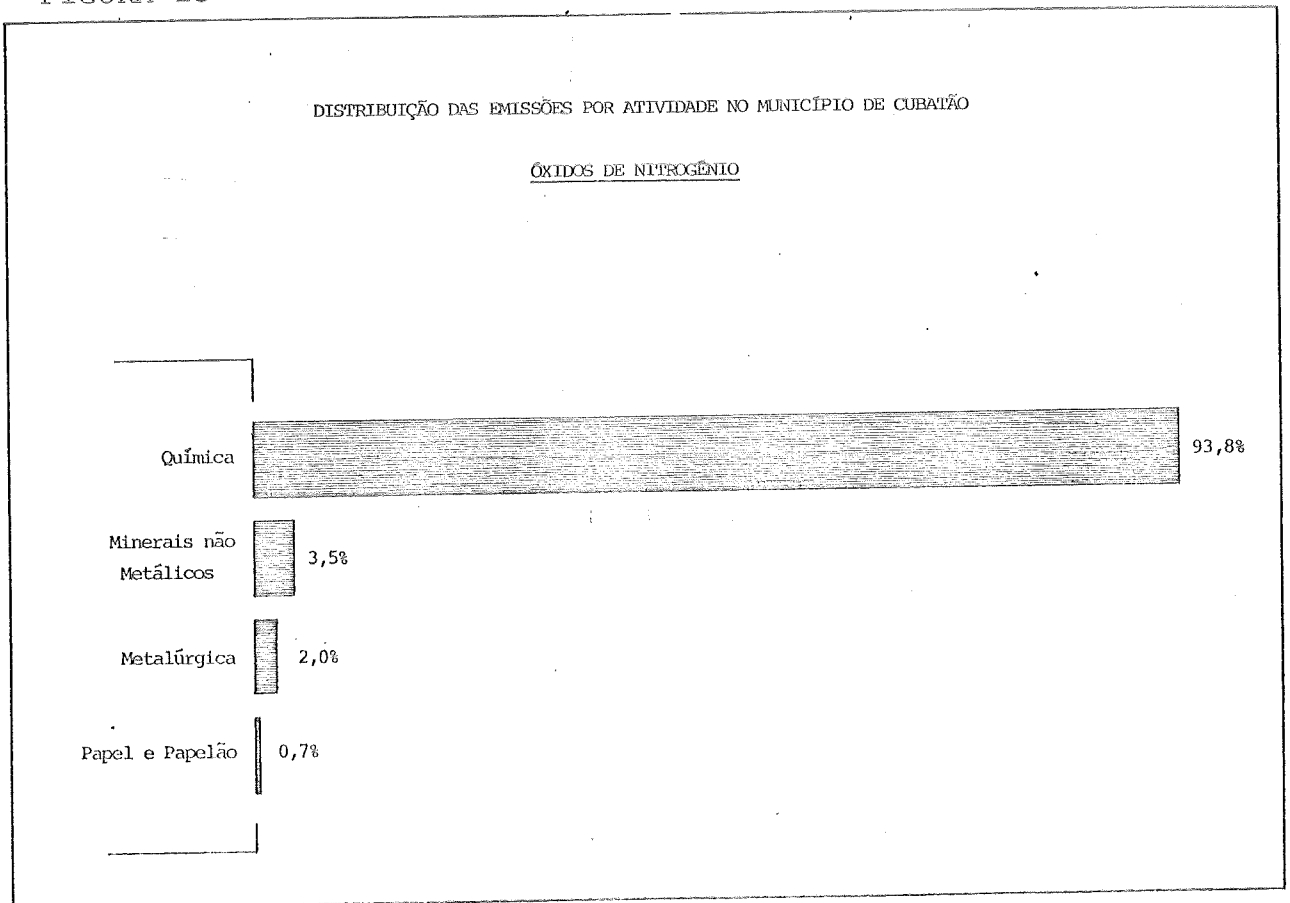 DISTRIBUIÇÃO DAS EMISSÕES POR ATIVIDADE NO MUNICÍPIO DE CUBATÃO
ÓXIDOS DE NITROGÊNIO
Química 93,8%
Minerais não
Metálicos
3,5%
Metalúrgica 2,0%
Papel e Papelão 0,7%